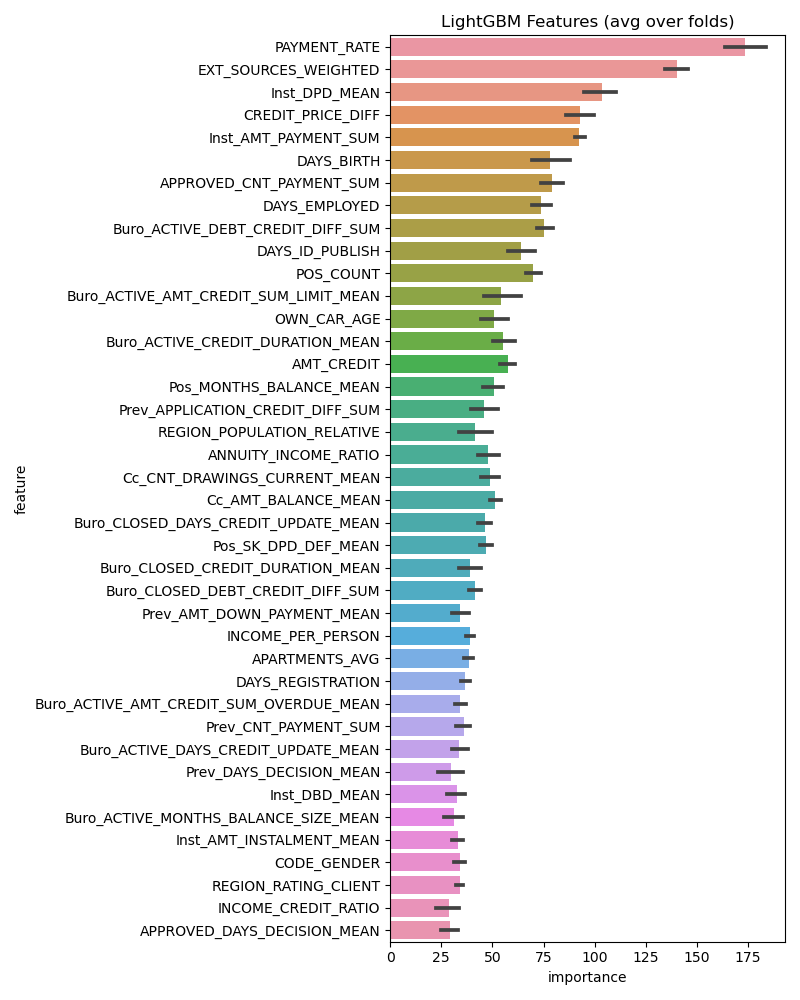 LightGBM Features (avg over folds)
PAYMENT_RATE
EXT_SOURCES_WEIGHTED
Inst_DPD_MEAN
CREDIT_PRICE_DIFF
Inst_AMT_PAYMENT_SUM
DAYS_BIRTH
APPROVED_CNT_PAYMENT_SUM
DAYS_EMPLOYED
Buro_ACTIVE_DEBT_CREDIT_DIFF_SUM
DAYS_ID_PUBLISH
POS_COUNT
Buro_ACTIVE_AMT_CREDIT_SUM_LIMIT_MEAN
OWN_CAR_AGE
Buro_ACTIVE_CREDIT_DURATION_MEAN
AMT_CREDIT
Pos_MONTHS_BALANCE_MEAN
Prev_APPLICATION_CREDIT_DIFF_SUM
REGION_POPULATION_RELATIVE
ANNUITY_INCOME_RATIO
Cc_CNT_DRAWINGS_CURRENT_MEAN
Cc_AMT_BALANCE_MEAN
Buro_CLOSED_DAYS_CREDIT_UPDATE_MEAN
Pos_SK_DPD_DEF_MEAN
Buro_CLOSED_CREDIT_DURATION_MEAN
Buro_CLOSED_DEBT_CREDIT_DIFF_SUM
Prev_AMT_DOWN_PAYMENT_MEAN
INCOME_PER_PERSON
APARTMENTS_AVG
DAYS_REGISTRATION
Buro_ACTIVE_AMT_CREDIT_SUM_OVERDUE_MEAN
Prev_CNT_PAYMENT_SUM
Buro_ACTIVE_DAYS_CREDIT_UPDATE_MEAN
Prev_DAYS_DECISION_MEAN
Inst_DBD_MEAN
Buro_ACTIVE_MONTHS_BALANCE_SIZE_MEAN
Inst_AMT_INSTALMENT_MEAN
CODE_GENDER
REGION_RATING_CLIENT
INCOME_CREDIT_RATIO
APPROVED_DAYS_DECISION_MEAN
feature
0 25 50 75 100 125 150 175
importance